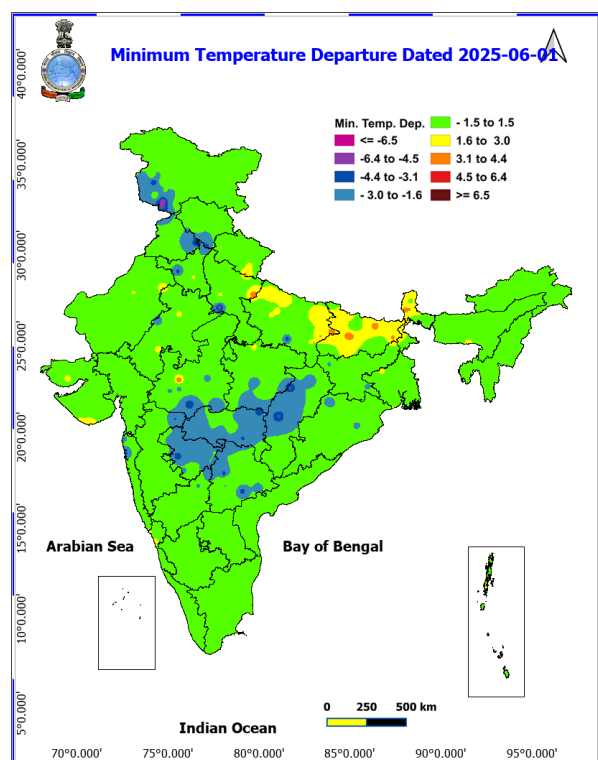 Minimum Temperature Departure Dated 2025-06-01
Min. Temp. Dep.
<= -6.5
-6.4 to -4.5
-4.4 to -3.1
- 3.0 to -1.6
- 1.5 to 1.5
1.6 to 3.0
3.1 to 4.4
4.5 to 6.4
>= 6.5
40°0.000'
35°0.000'
30°0.000'
25°0.000'
20°0.000'
15°0.000'
10°0.000'
5°0.000'
Arabian Sea
Bay of Bengal
Indian Ocean
0 250 500 km
70°0.000' 75°0.000' 80°0.000' 85°0.000' 90°0.000' 95°0.000'